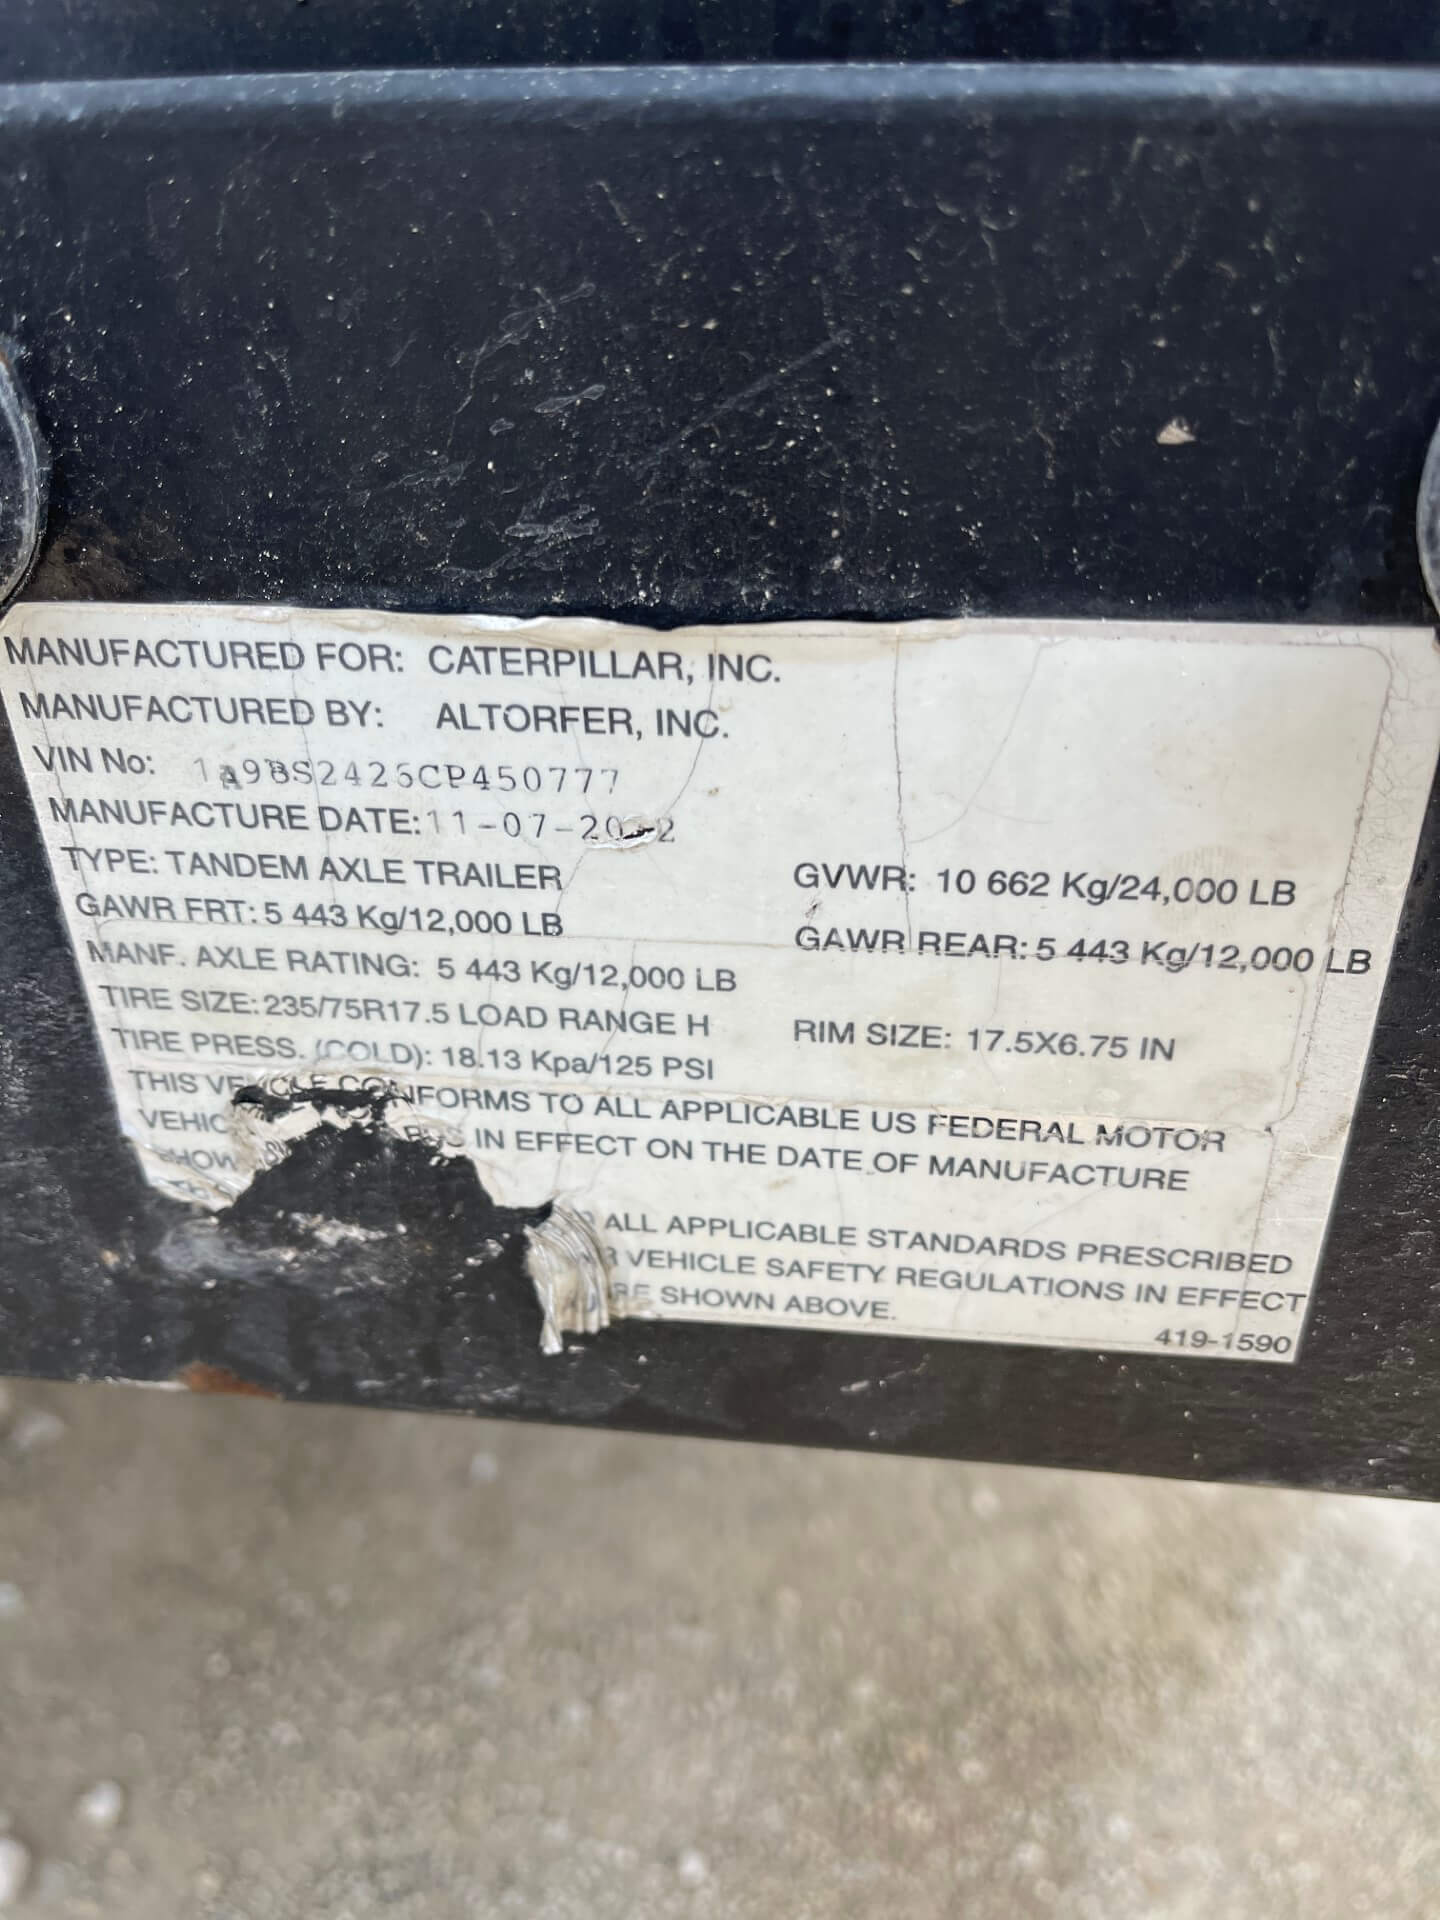 MANUFACTURED FOR: CATERPILLAR, INC.
MANUFACTURED BY: ALTORFER, INC.
VIN No: 1A9BS2426CP450777
MANUFACTURE DATE: 11-07-2012
TYPE: TANDEM AXLE TRAILER GVWR: 10 662 Kg/24,000 LB
GAWR FRT: 5 443 Kg/12,000 LB GAWR REAR: 5 443 Kg/12,000 LB
MANF. AXLE RATING: 5 443 Kg/12,000 LB
TIRE SIZE: 235/75R17.5 LOAD RANGE H RIM SIZE: 17.5X6.75 IN
TIRE PRESS. (COLD): 18.13 Kpa/125 PSI
THIS VEHICLE CONFORMS TO ALL APPLICABLE US FEDERAL MOTOR
IN EFFECT ON THE DATE OF MANUFACTURE
ALL APPLICABLE STANDARDS PRESCRIBED
VEHICLE SAFETY REGULATIONS IN EFFECT
SHOWN ABOVE.
419-1590